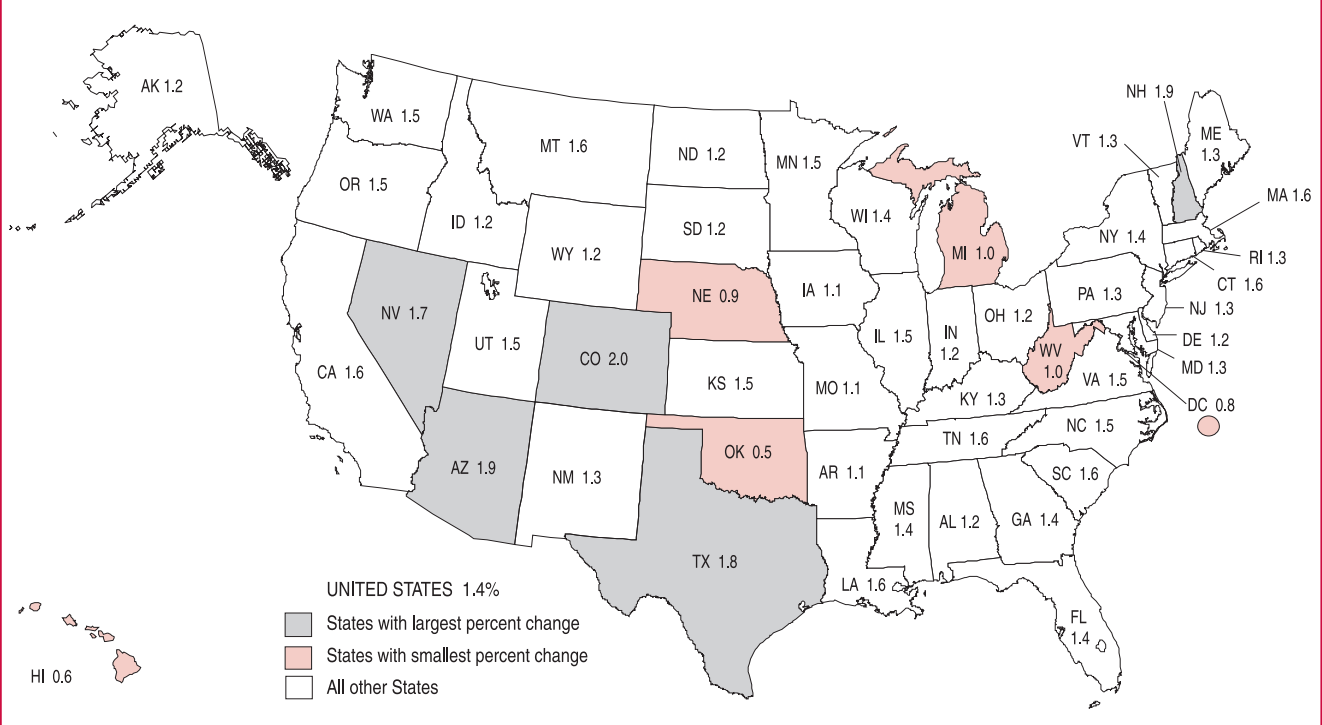 AK 1.2
WA 1.5
MT 1.6
ND 1.2
MN 1.5
OR 1.5
ID 1.2
WY 1.2
SD 1.2
WI 1.4
MI 1.0
NH 1.9
VT 1.3
ME
1.3
MA 1.6
NY 1.4
RI 1.3
CT 1.6
NJ 1.3
PA 1.3
DE 1.2
MD 1.3
DC 0.8
NV 1.7
UT 1.5
CO 2.0
NE 0.9
IA 1.1
IL 1.5
IN
1.2
OH 1.2
WV
1.0
VA 1.5
CA 1.6
KS 1.5
MO 1.1
KY 1.3
NC 1.5
TN 1.6
SC 1.6
AZ 1.9
NM 1.3
OK 0.5
AR 1.1
MS
1.4
AL 1.2
GA 1.4
TX 1.8
LA 1.6
FL
1.4
HI 0.6
UNITED STATES 1.4%
States with largest percent change
States with smallest percent change
All other States